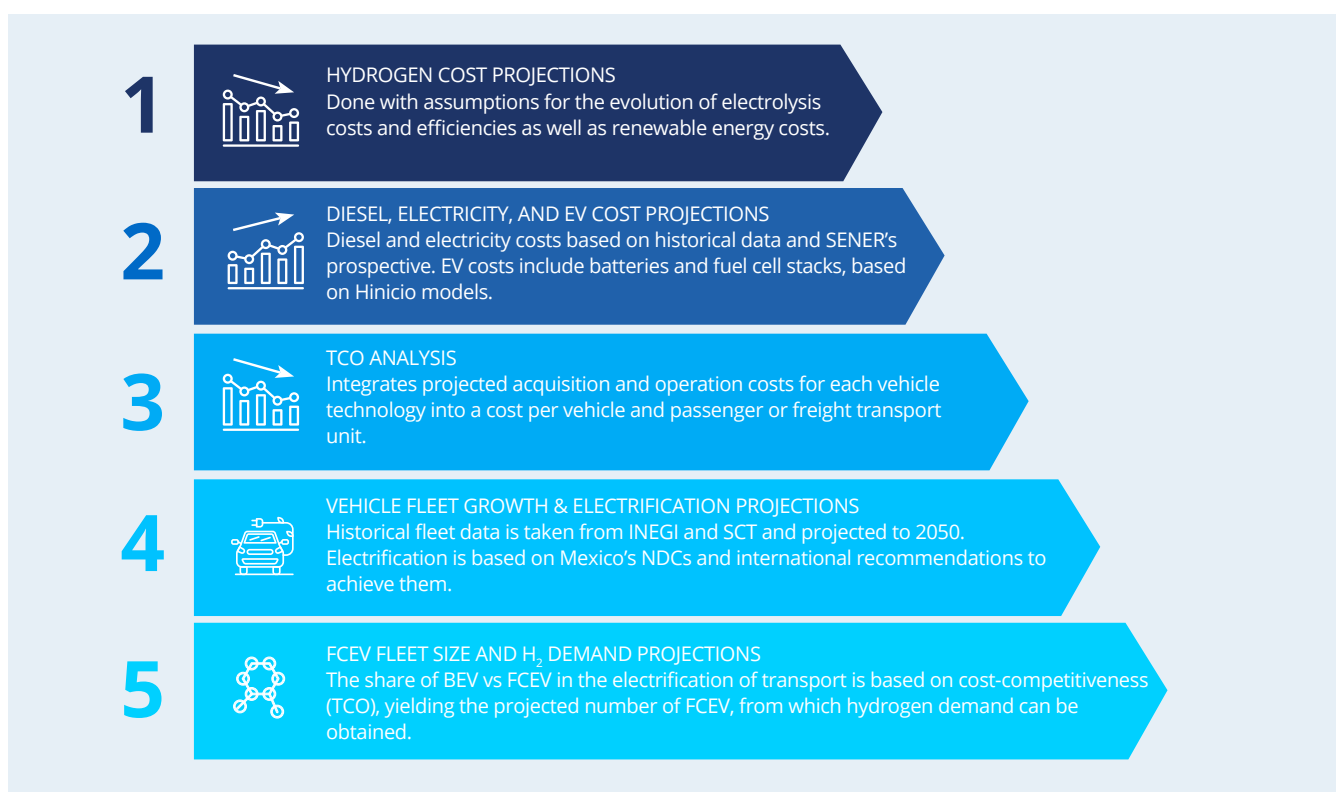 1
HYDROGEN COST PROJECTIONS
Done with assumptions for the evolution of electrolysis
costs and efficiencies as well as renewable energy costs.
2
DIESEL, ELECTRICITY, AND EV COST PROJECTIONS
Diesel and electricity costs based on historical data and SENER’s
prospective. EV costs include batteries and fuel cell stacks, based
on Hinicio models.
3
TCO ANALYSIS
Integrates projected acquisition and operation costs for each vehicle
technology into a cost per vehicle and passenger or freight transport
unit.
4
VEHICLE FLEET GROWTH & ELECTRIFICATION PROJECTIONS
Historical fleet data is taken from INEGI and SCT and projected to 2050.
Electrification is based on Mexico’s NDCs and international recommendations to
achieve them.
5
FCEV FLEET SIZE AND H₂ DEMAND PROJECTIONS
The share of BEV vs FCEV in the electrification of transport is based on cost-competitiveness
(TCO), yielding the projected number of FCEV, from which hydrogen demand can be
obtained.